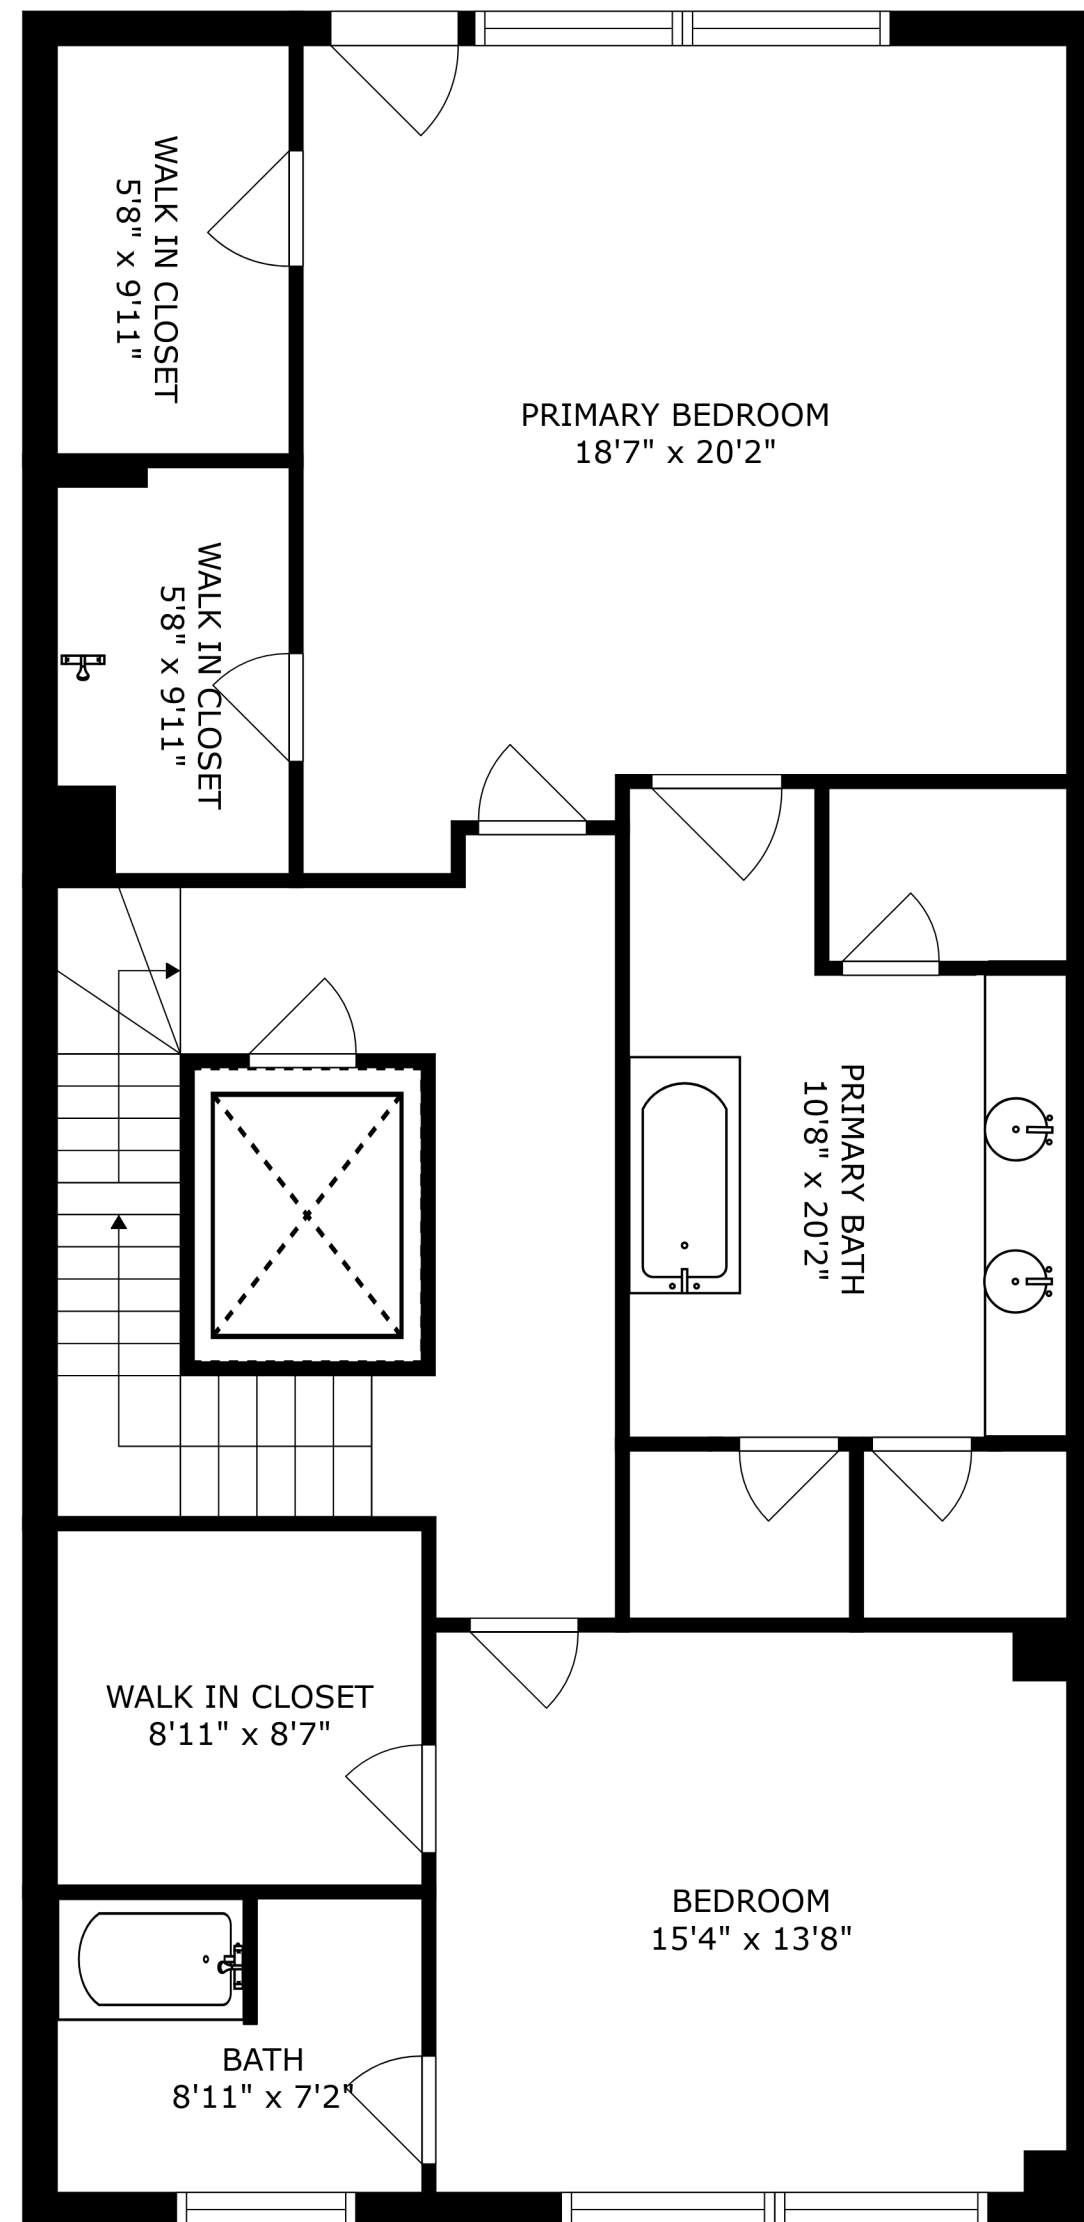 WALK IN CLOSET
5'8" x 9'11"
PRIMARY BEDROOM
18'7" x 20'2"
WALK IN CLOSET
5'8" x 9'11"
PRIMARY BATH
10'8" x 20'2"
WALK IN CLOSET
8'11" x 8'7"
BEDROOM
15'4" x 13'8"
BATH
8'11" x 7'2"